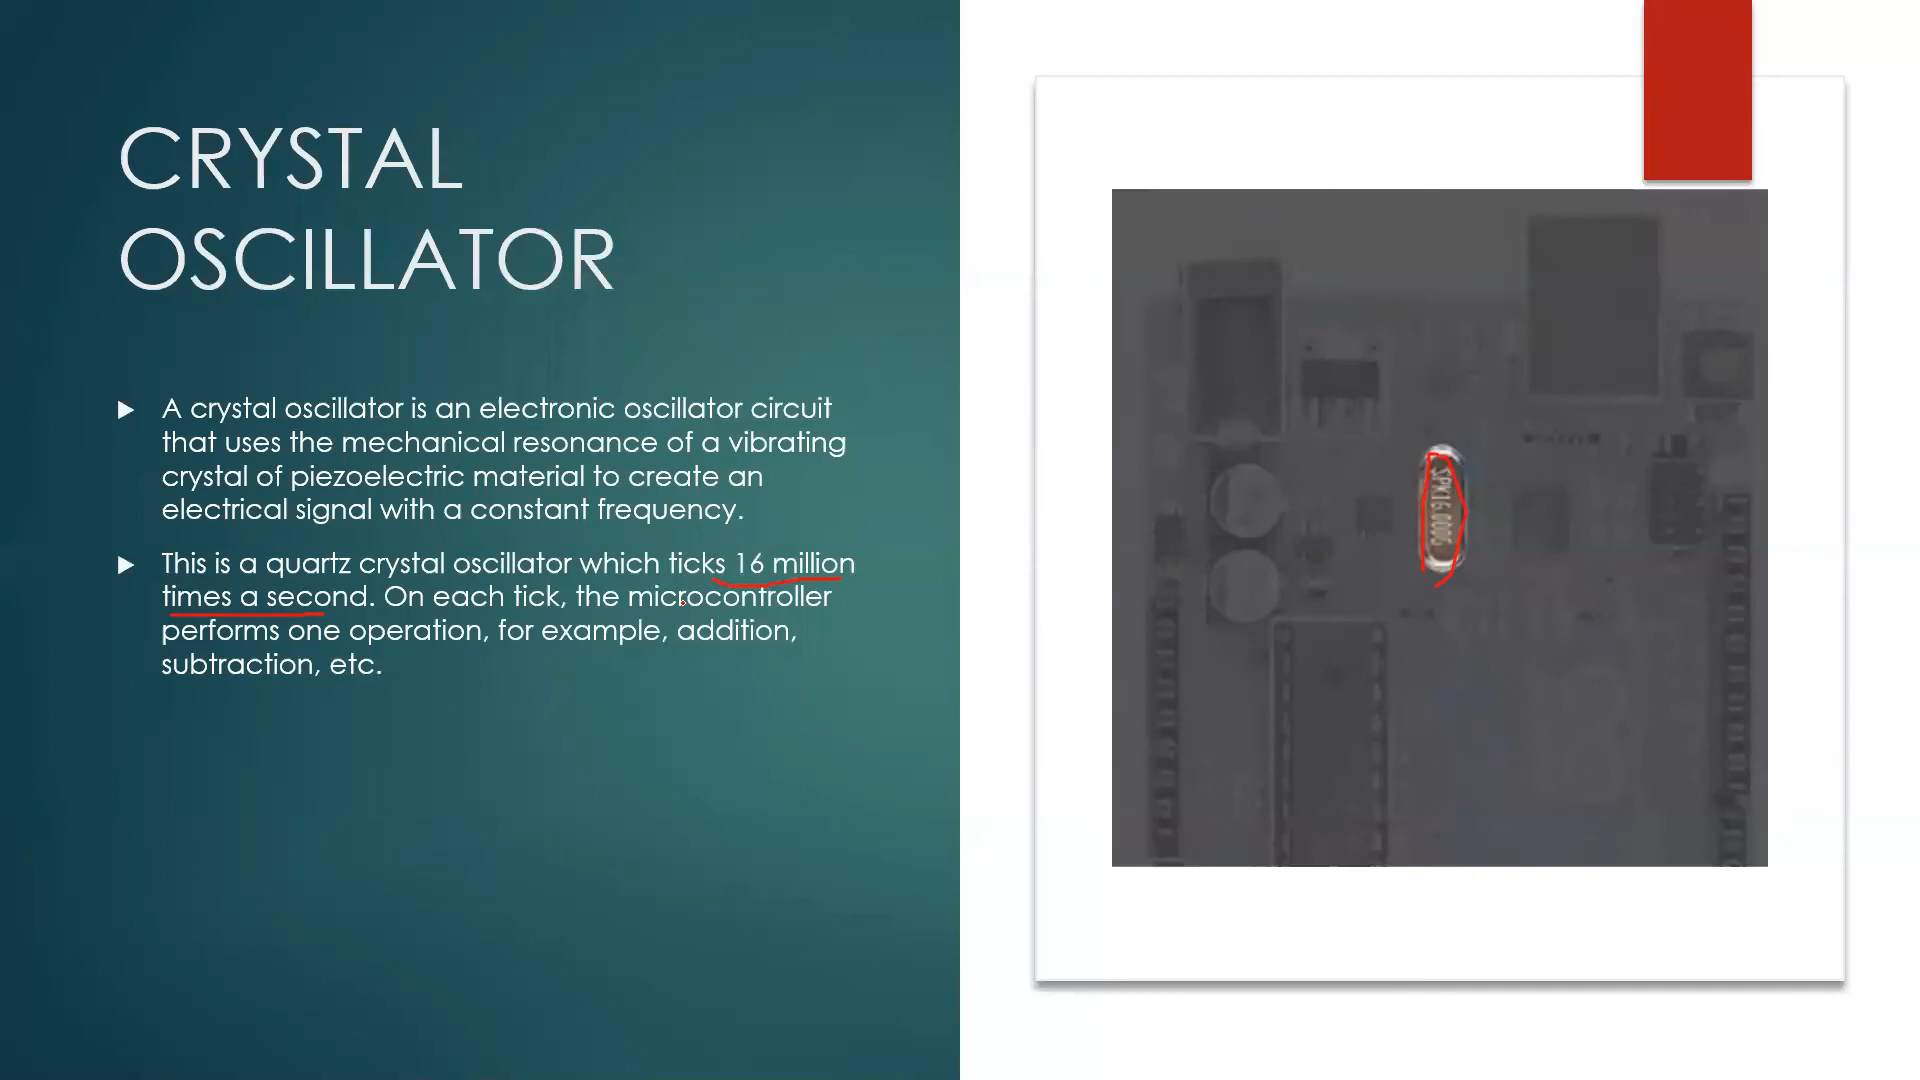 CRYSTAL
OSCILLATOR
A crystal oscillator is an electronic oscillator circuit
that uses the mechanical resonance of a vibrating
crystal of piezoelectric material to create an
electrical signal with a constant frequency.
This is a quartz crystal oscillator which ticks 16 million
times a second. On each tick, the microcontroller
performs one operation, for example, addition,
subtraction, etc.